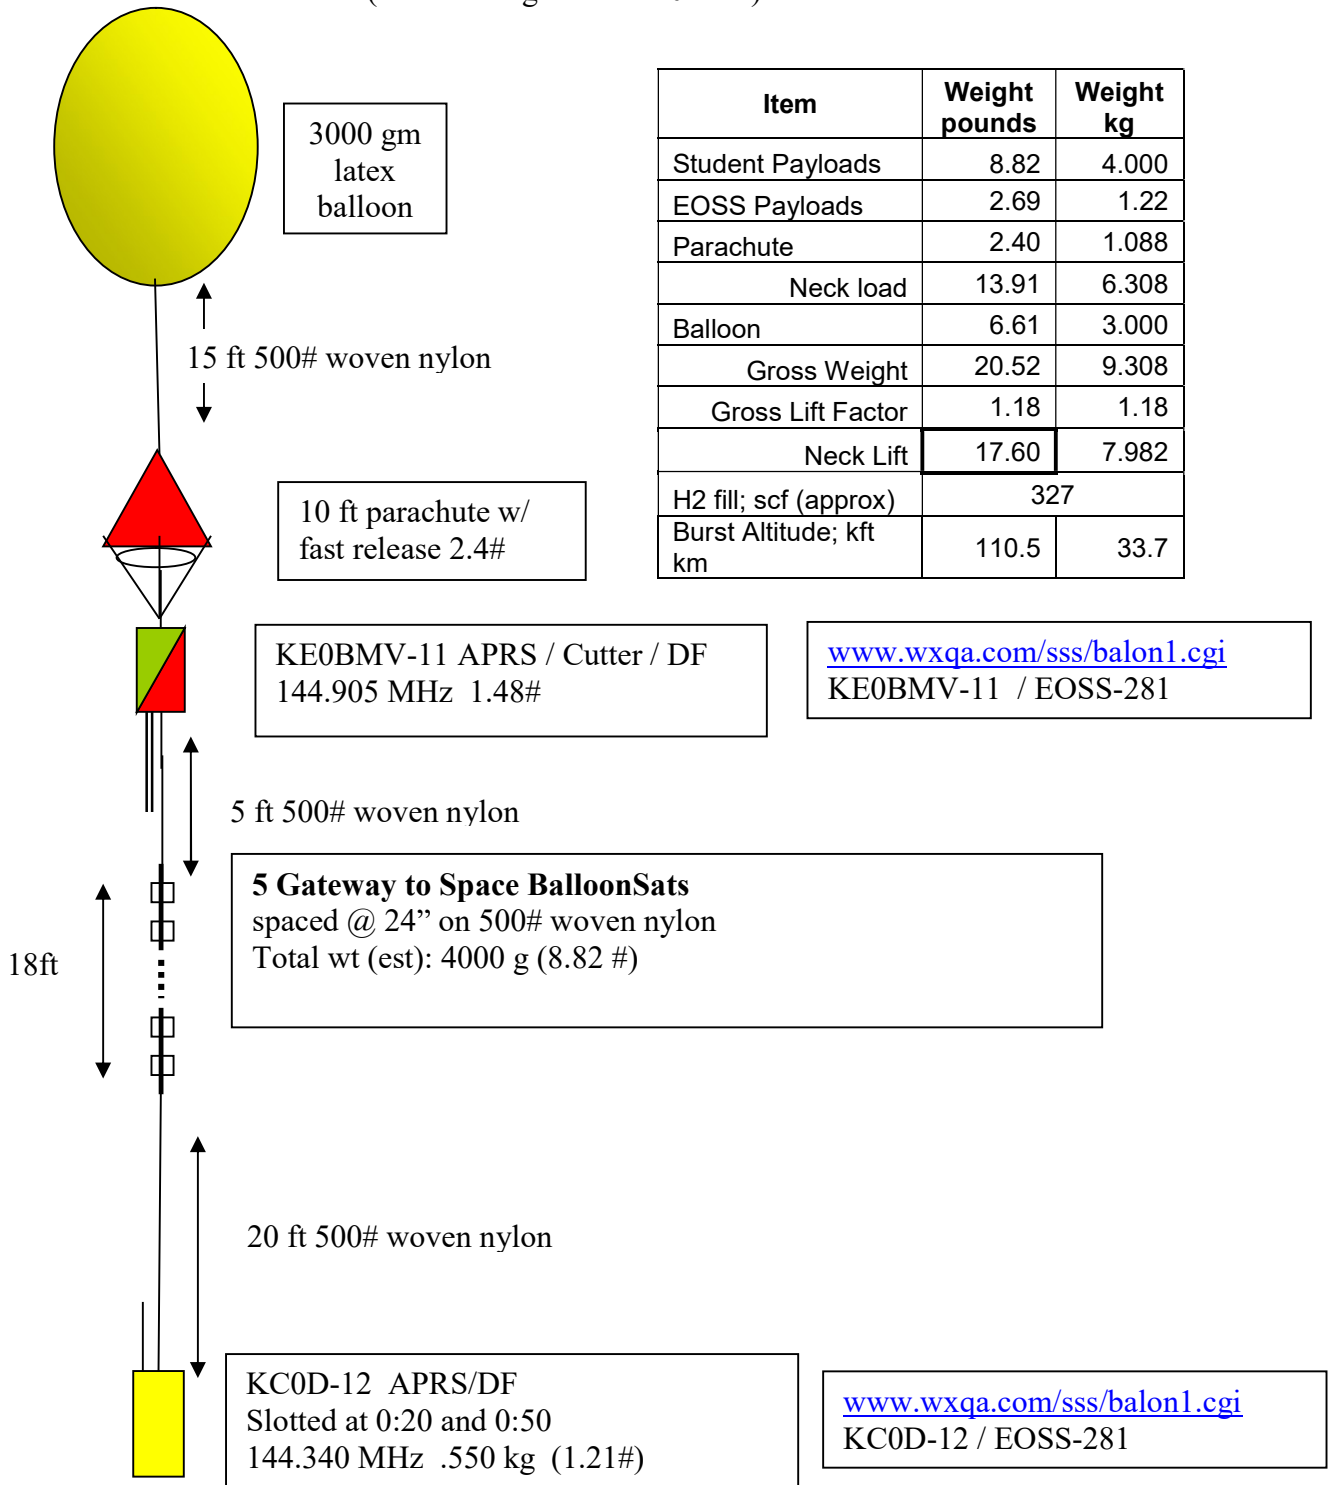 3000 gm
latex
balloon
Item Weight pounds Weight kg
Student Payloads 8.82 4.000
EOSS Payloads 2.69 1.22
Parachute 2.40 1.088
Neck load 13.91 6.308
Balloon 6.61 3.000
Gross Weight 20.52 9.308
Gross Lift Factor 1.18 1.18
Neck Lift 17.60 7.982
H2 fill; scf (approx) 327
Burst Altitude; kft km 110.5 33.7
15 ft 500# woven nylon
10 ft parachute w/
fast release 2.4#
KE0BMV-11 APRS / Cutter / DF
144.905 MHz 1.48#
www.wxqa.com/sss/balon1.cgi
KE0BMV-11 / EOSS-281
5 ft 500# woven nylon
5 Gateway to Space BalloonSats
spaced @ 24” on 500# woven nylon
Total wt (est): 4000 g (8.82 #)
18ft
20 ft 500# woven nylon
KC0D-12 APRS/DF
Slotted at 0:20 and 0:50
144.340 MHz .550 kg (1.21#)
www.wxqa.com/sss/balon1.cgi
KC0D-12 / EOSS-281